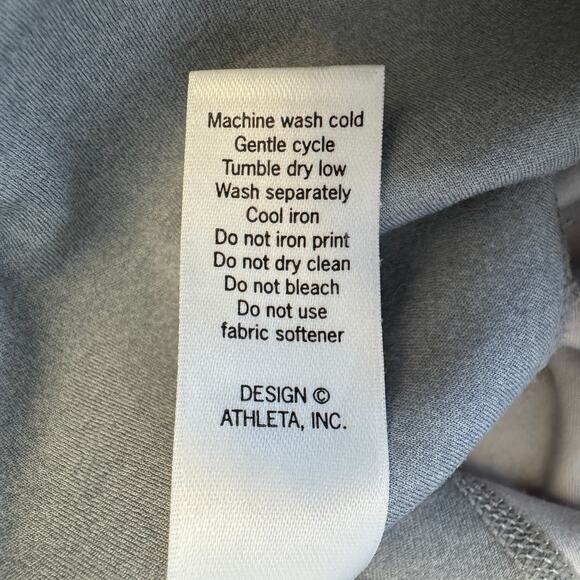 Machine wash cold
Gentle cycle
Tumble dry low
Wash separately
Cool iron
Do not iron print
Do not dry clean
Do not bleach
Do not use
fabric softener
DESIGN ©
ATHLETA, INC.